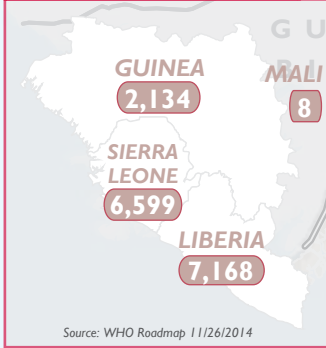 G U
GUINEA
2,134
MALI
8
SIERRA
LEONE
6,599
LIBERIA
7,168
Source: WHO Roadmap 11/26/2014